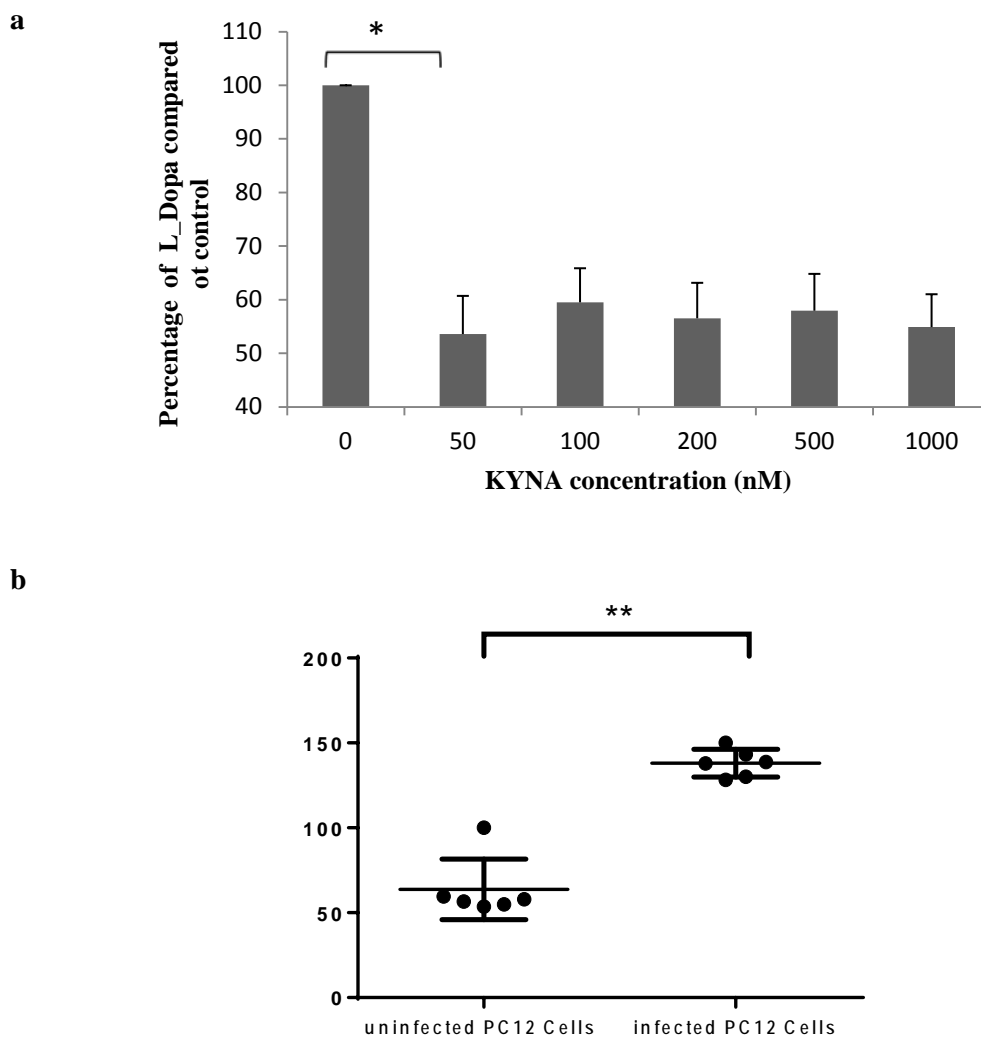 a
*
110
100
90
80
70
60
50
40
Percentage of L_Dopa compared
ot control
0 50 100 200 500 1000
KYNA concentration (nM)
b
**
200
150
100
50
0
uninfected PC12 Cells infected PC12 Cells